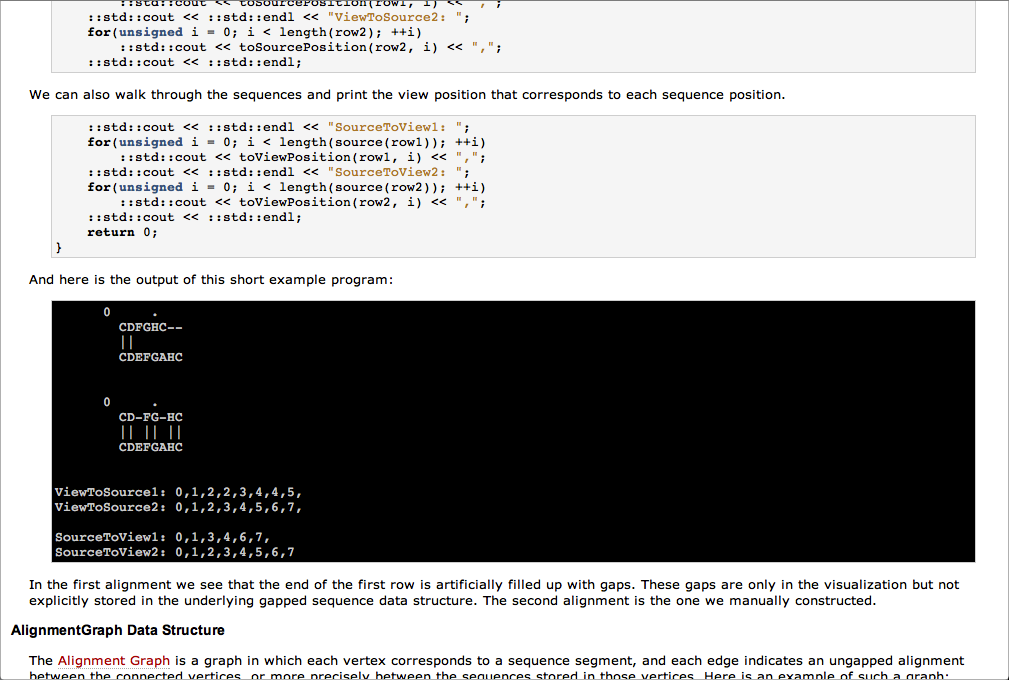 ::std::cout << toSourcePosition(row1, i) << ",";
::std::cout << ::std::endl << "ViewToSource2: ";
for(unsigned i = 0; i < length(row2); ++i)
::std::cout << toSourcePosition(row2, i) << ",";
::std::cout << ::std::endl;
We can also walk through the sequences and print the view position that corresponds to each sequence position.
::std::cout << ::std::endl << "SourceToView1: ";
for(unsigned i = 0; i < length(source(row1)); ++i)
::std::cout << toViewPosition(row1, i) << ",";
::std::cout << ::std::endl << "SourceToView2: ";
for(unsigned i = 0; i < length(source(row2)); ++i)
::std::cout << toViewPosition(row2, i) << ",";
::std::cout << ::std::endl;
return 0;
}
And here is the output of this short example program:
0     .
CDFGHC--
||
CDEFGAHC
0     .
CD-FG-HC
|| || ||
CDEFGAHC
ViewToSource1: 0,1,2,2,3,4,4,5,
ViewToSource2: 0,1,2,3,4,5,6,7,
SourceToView1: 0,1,3,4,6,7,
SourceToView2: 0,1,2,3,4,5,6,7
In the first alignment we see that the end of the first row is artificially filled up with gaps. These gaps are only in the visualization but not
explicitly stored in the underlying gapped sequence data structure. The second alignment is the one we manually constructed.
AlignmentGraph Data Structure
The Alignment Graph is a graph in which each vertex corresponds to a sequence segment, and each edge indicates an ungapped alignment
between the connected vertices, or more precisely between the sequences stored in those vertices. Here is an example of such a graph: